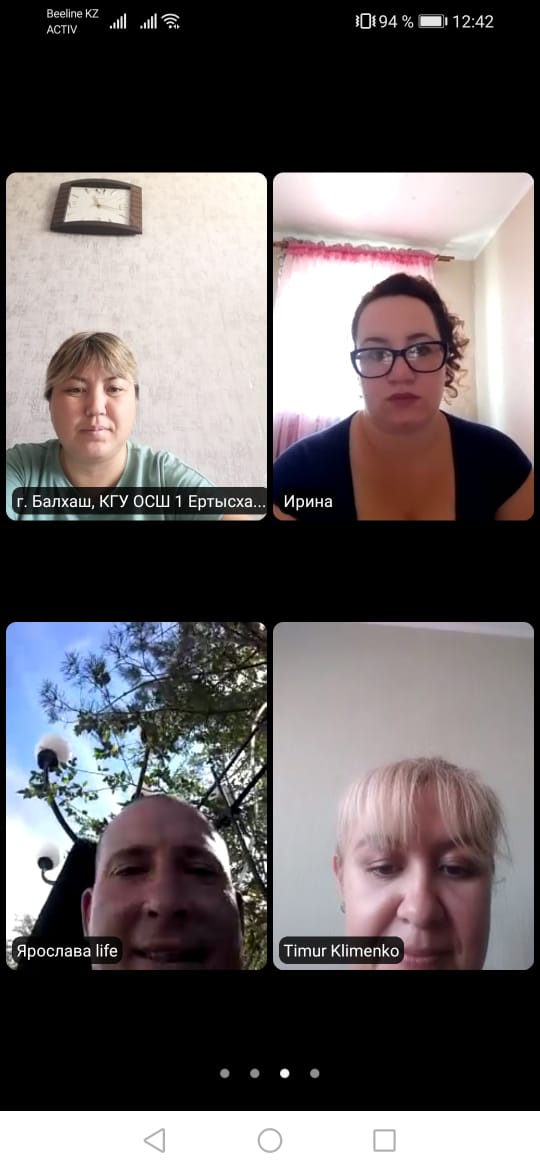 Beeline KZ
ACTIV
94 %
12:42
г. Балхаш, КГУ ОСШ 1 Ертысха...
Ирина
Ярослава life
Timur Klimenko